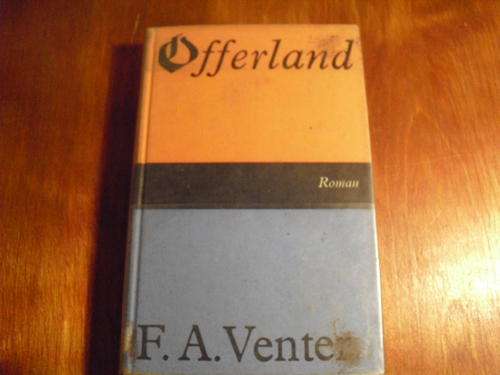 Offerland
Roman
F. A. Venter